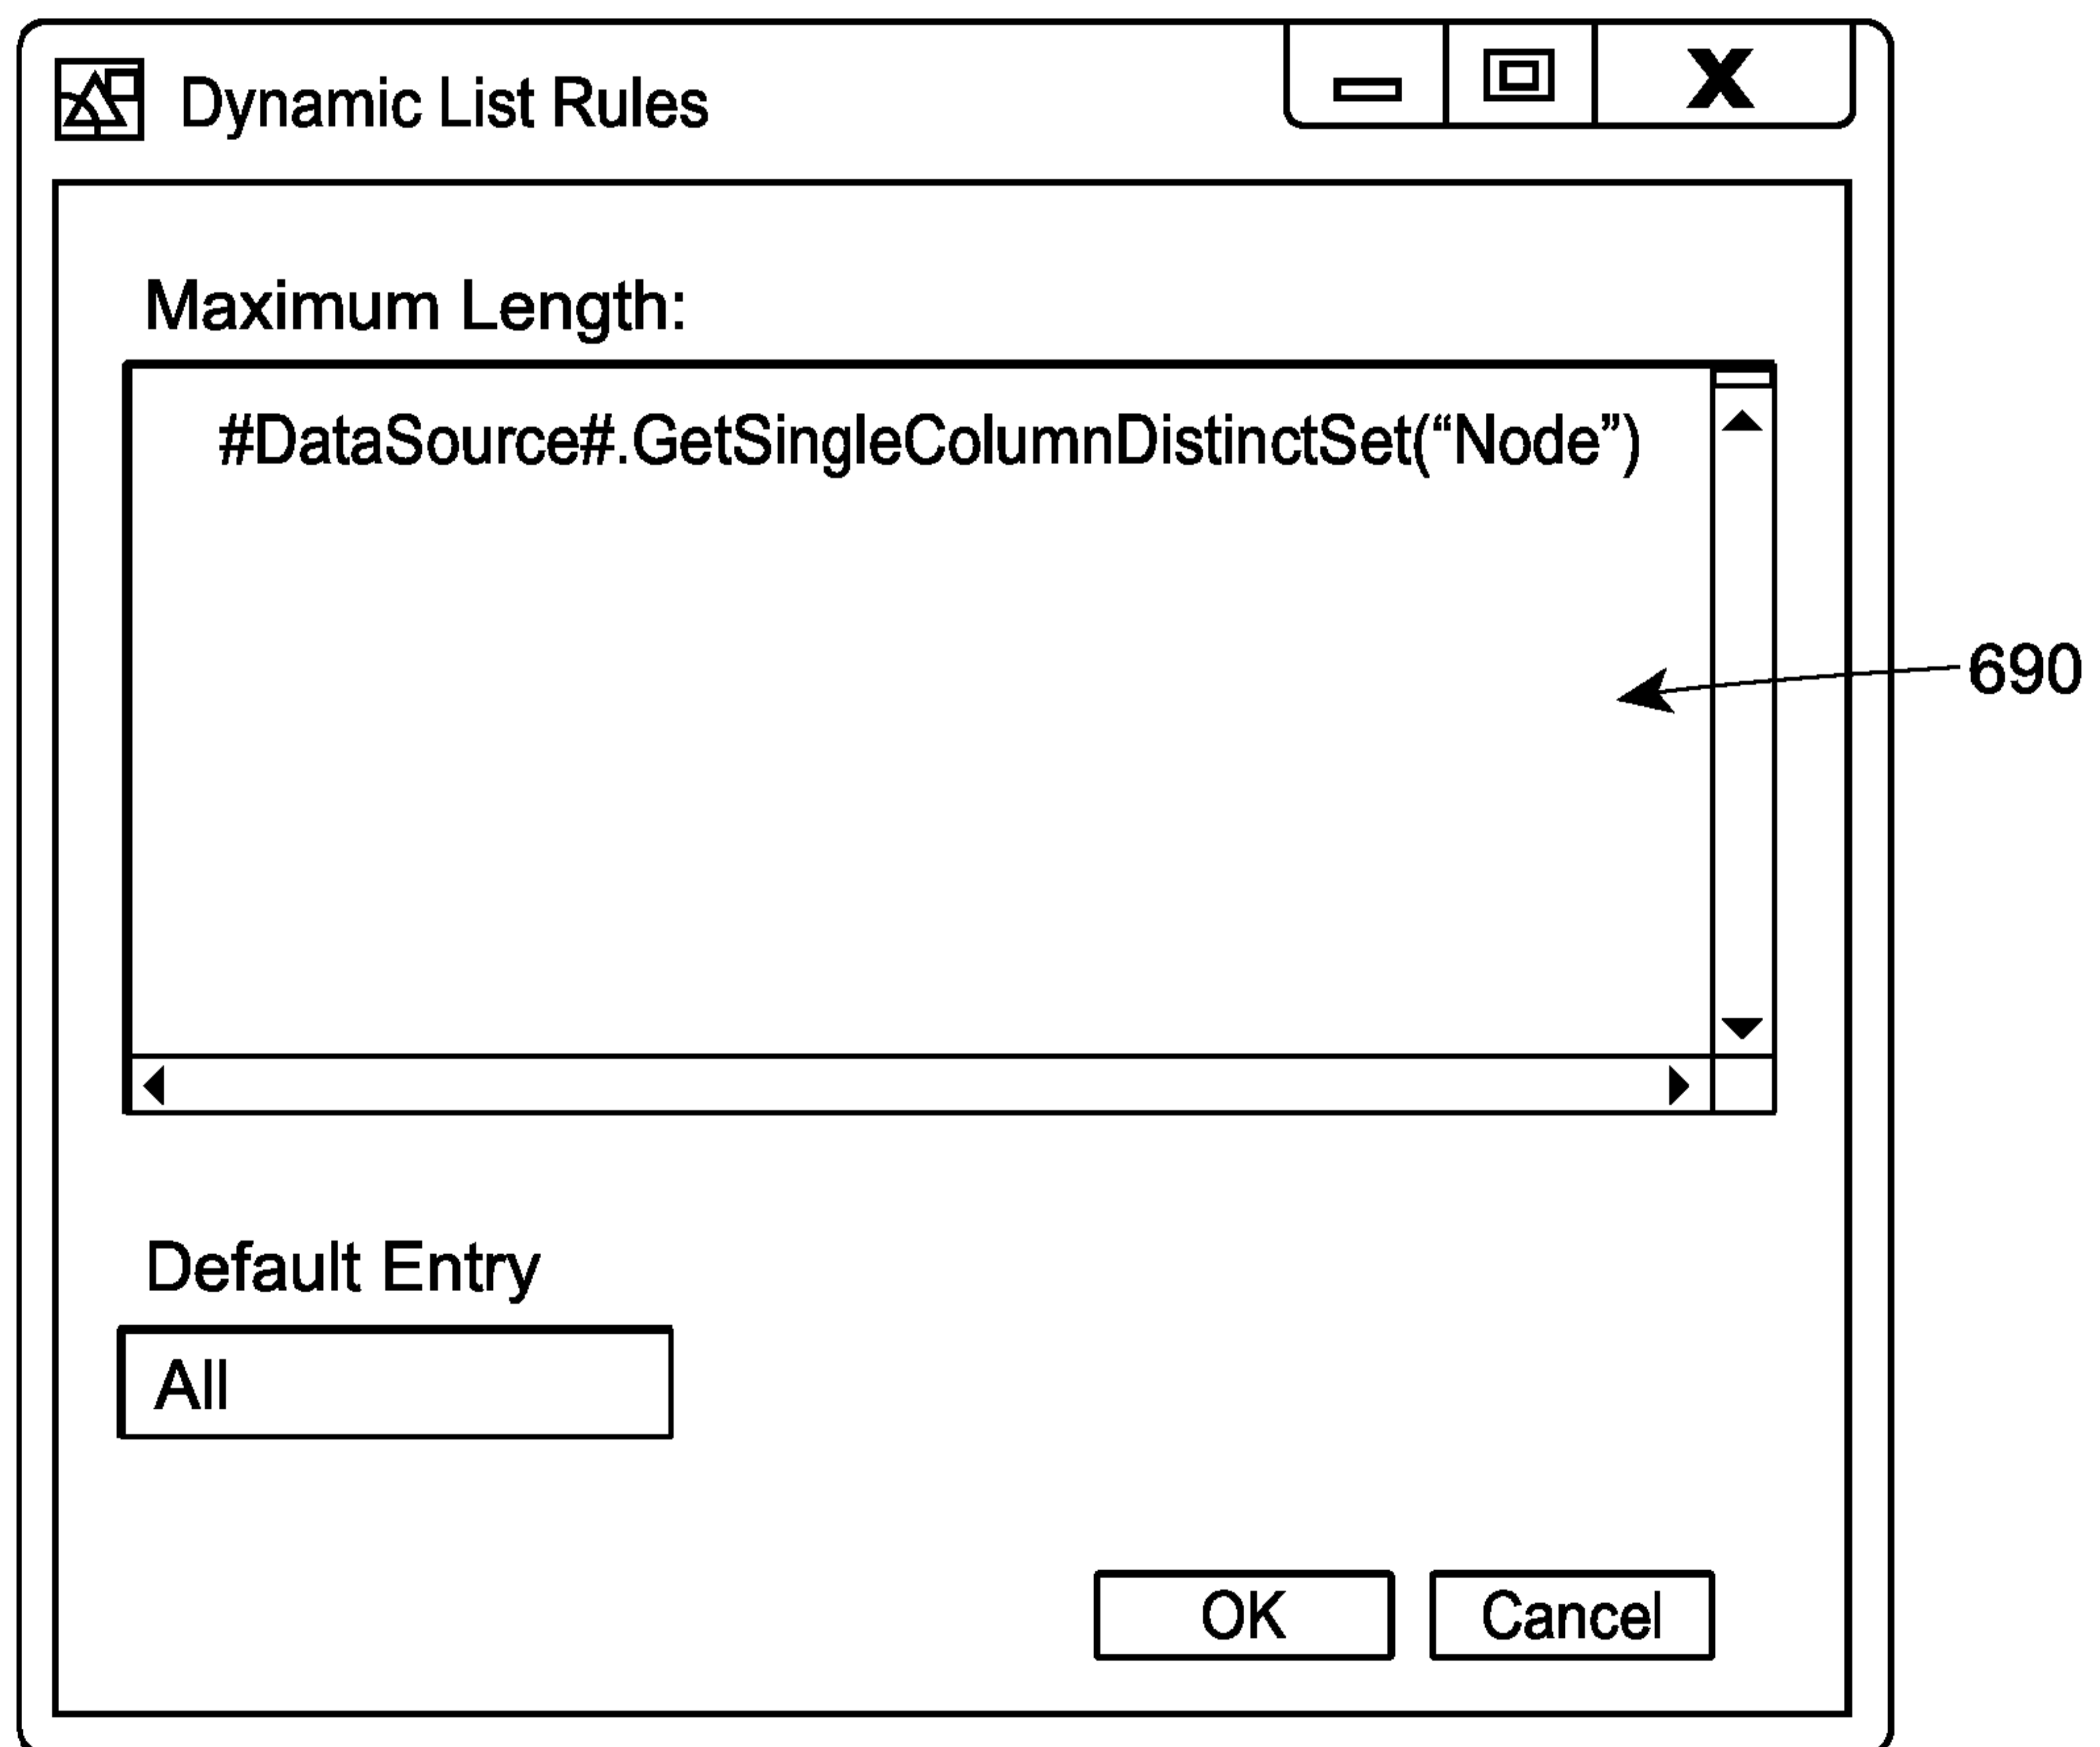 Dynamic List Rules
X
Maximum Length:
#DataSource#.GetSingleColumnDistinctSet(“Node”)
690
Default Entry
All
OK
Cancel